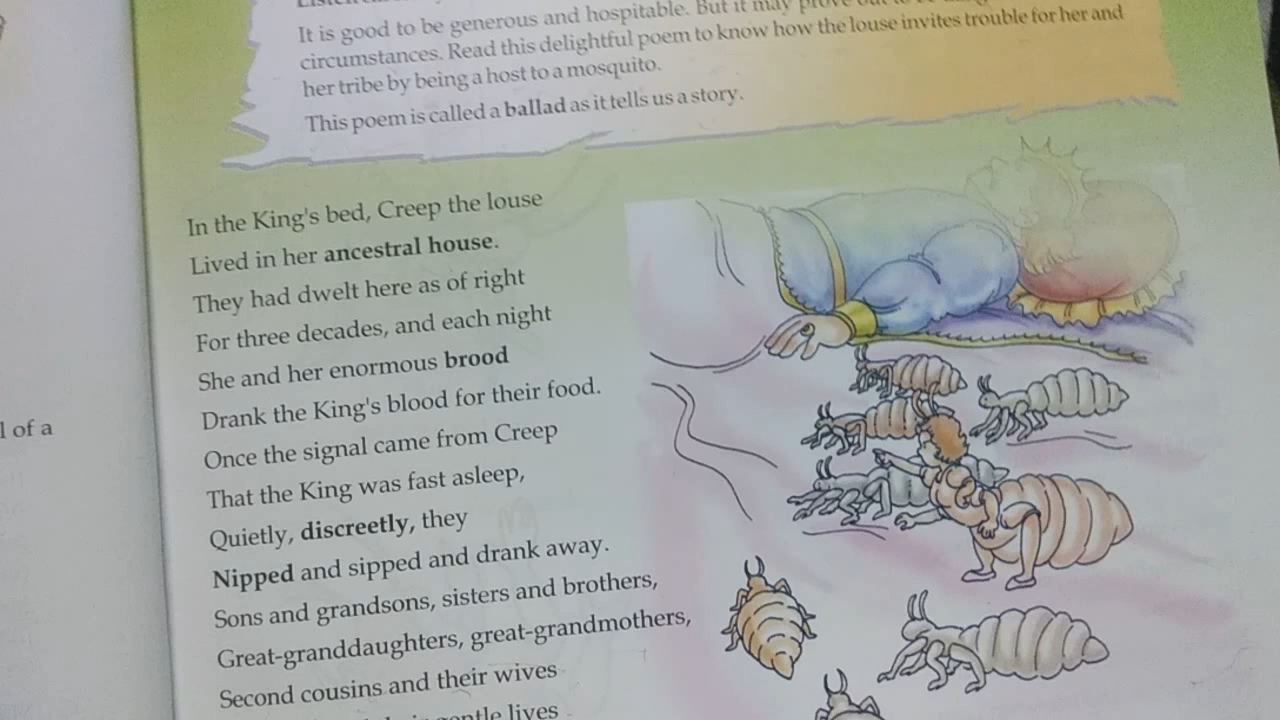 It is good to be generous and hospitable. But it may prove
circumstances. Read this delightful poem to know how the louse invites trouble for her and
her tribe by being a host to a mosquito.
This poem is called a ballad as it tells us a story.
In the King's bed, Creep the louse
Lived in her ancestral house.
They had dwelt here as of right
For three decades, and each night
She and her enormous brood
Drank the King's blood for their food.
Once the signal came from Creep
That the King was fast asleep,
Quietly, discreetly, they
Nipped and sipped and drank away.
Sons and grandsons, sisters and brothers,
Great-granddaughters, great-grandmothers,
Second cousins and their wives
gentle lives
l of a